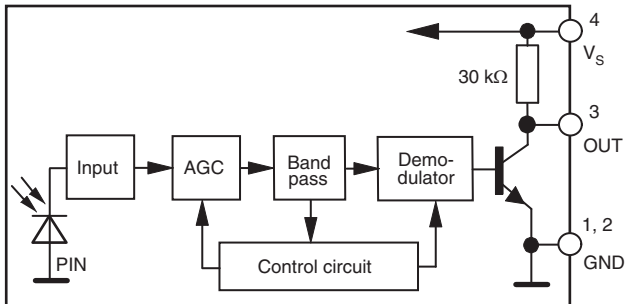 4
V_S
30 kΩ
3
OUT
Input
AGC
Band
pass
Demo-
dulator
1, 2
GND
PIN
Control circuit